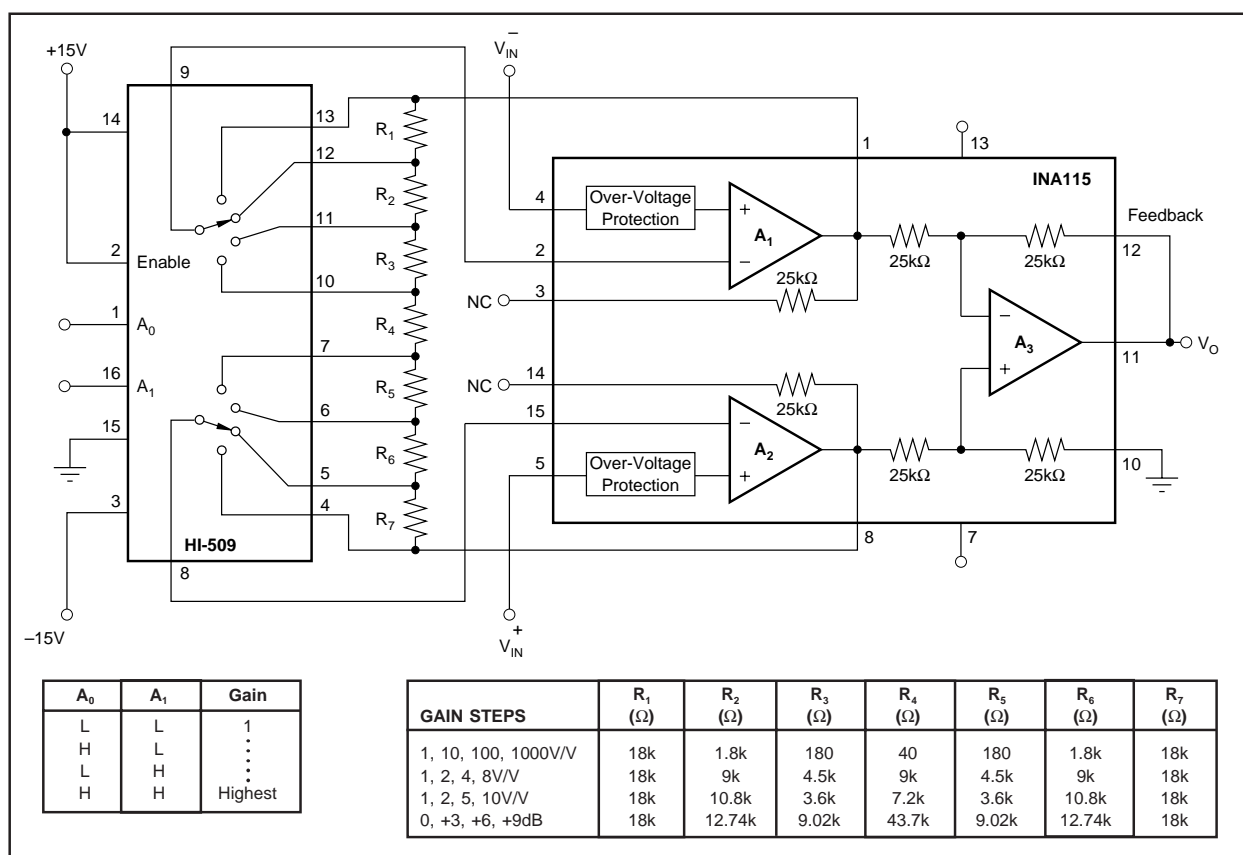 +15V
9
V⁻IN
14
13
R₁
12
1
13
INA115
4
Over-Voltage
Protection
+
A₁
–
R₂
11
2
Feedback
12
25kΩ
25kΩ
2
Enable
R₃
10
25kΩ
NC
3
1
A₀
R₄
–
A₃
+
11
V_O
7
16
A₁
R₅
NC
14
25kΩ
6
15
15
–
A₂
+
R₆
5
5
Over-Voltage
Protection
25kΩ
25kΩ
10
3
4
R₇
HI-509
8
8
7
–15V
V⁺IN
A₀ A₁ Gain
L L 1
H L
L H
H H Highest
GAIN STEPS R₁ (Ω) R₂ (Ω) R₃ (Ω) R₄ (Ω) R₅ (Ω) R₆ (Ω) R₇ (Ω)
1, 10, 100, 1000V/V 18k 1.8k 180 40 180 1.8k 18k
1, 2, 4, 8V/V 18k 9k 4.5k 9k 4.5k 9k 18k
1, 2, 5, 10V/V 18k 10.8k 3.6k 7.2k 3.6k 10.8k 18k
0, +3, +6, +9dB 18k 12.74k 9.02k 43.7k 9.02k 12.74k 18k